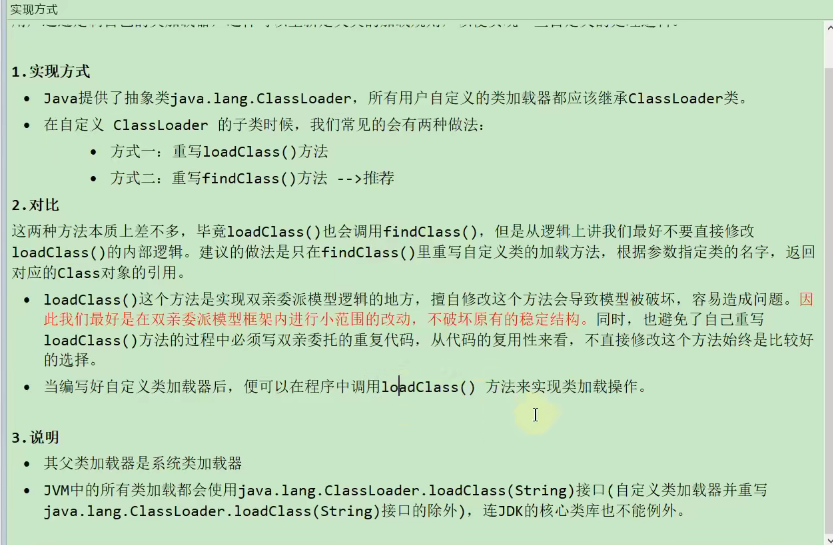 实现方式
1.实现方式
• Java提供了抽象类java.lang.ClassLoader，所有用户自定义的类加载器都应该继承ClassLoader类。
• 在自定义 ClassLoader 的子类时候，我们常见的会有两种做法：
• 方式一：重写loadClass()方法
• 方式二：重写findClass()方法 -->推荐
2.对比
这两种方法本质上差不多，毕竟loadClass()也会调用findClass()，但是从逻辑上讲我们最好不要直接修改
loadClass()的内部逻辑。建议的做法是只在findClass()里重写自定义类的加载方法，根据参数指定类的名字，返回
对应的Class对象的引用。
• loadClass()这个方法是实现双亲委派模型逻辑的地方，擅自修改这个方法会导致模型被破坏，容易造成问题。因
此我们最好是在双亲委派模型框架内进行小范围的改动，不破坏原有的稳定结构。同时，也避免了自己重写
loadClass()方法的过程中必须写双亲委托的重复代码，从代码的复用性来看，不直接修改这个方法始终是比较好
的选择。
• 当编写好自定义类加载器后，便可以在程序中调用loadClass() 方法来实现类加载操作。
3.说明
• 其父类加载器是系统类加载器
• JVM中的所有类加载都会使用java.lang.ClassLoader.loadClass(String)接口(自定义类加载器并重写
java.lang.ClassLoader.loadClass(String)接口的除外)，连JDK的核心类库也不能例外。